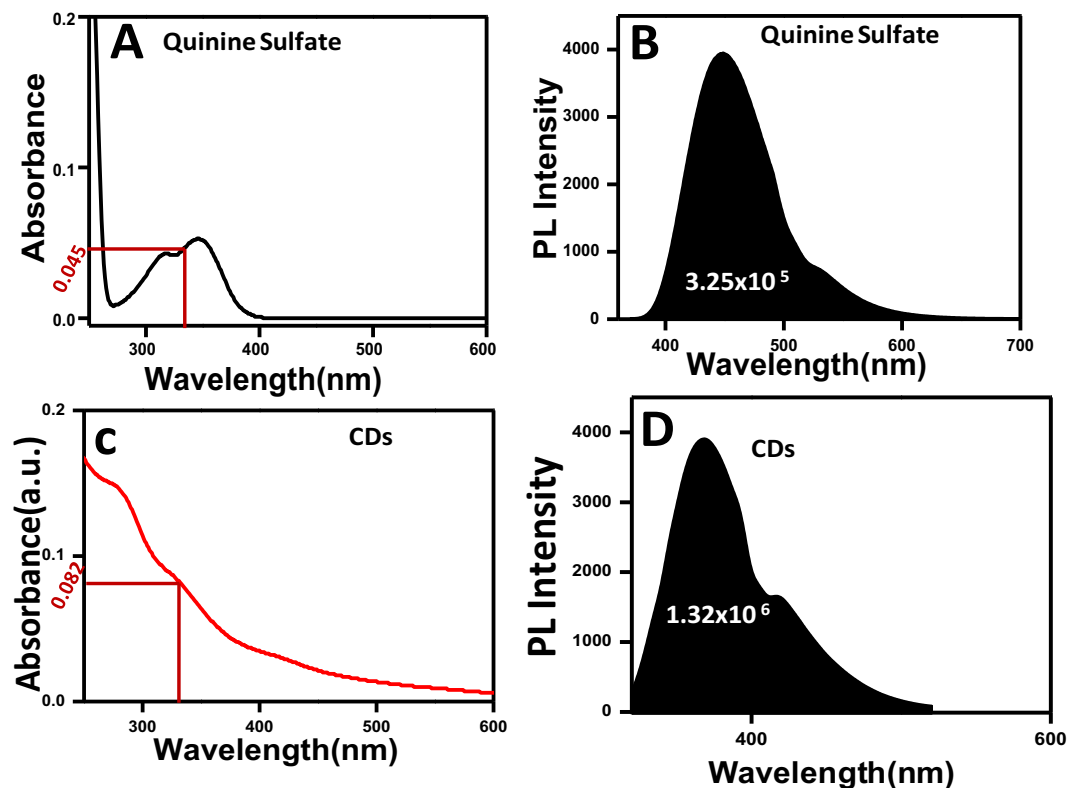 A
Quinine Sulfate
Absorbance
0.2
0.1
0.0
0.045
300
400
500
600
Wavelength(nm)
B
Quinine Sulfate
PL Intensity
4000
3000
2000
1000
0
3.25x10 5
400
500
600
700
Wavelength(nm)
c
CDs
Absorbance(a.u.)
0.2
0.1
0.0
0.082
300
400
500
600
Wavelength(nm)
D
CDs
PL Intensity
4000
3000
2000
1000
0
1.32x10 6
400
600
Wavelength(nm)